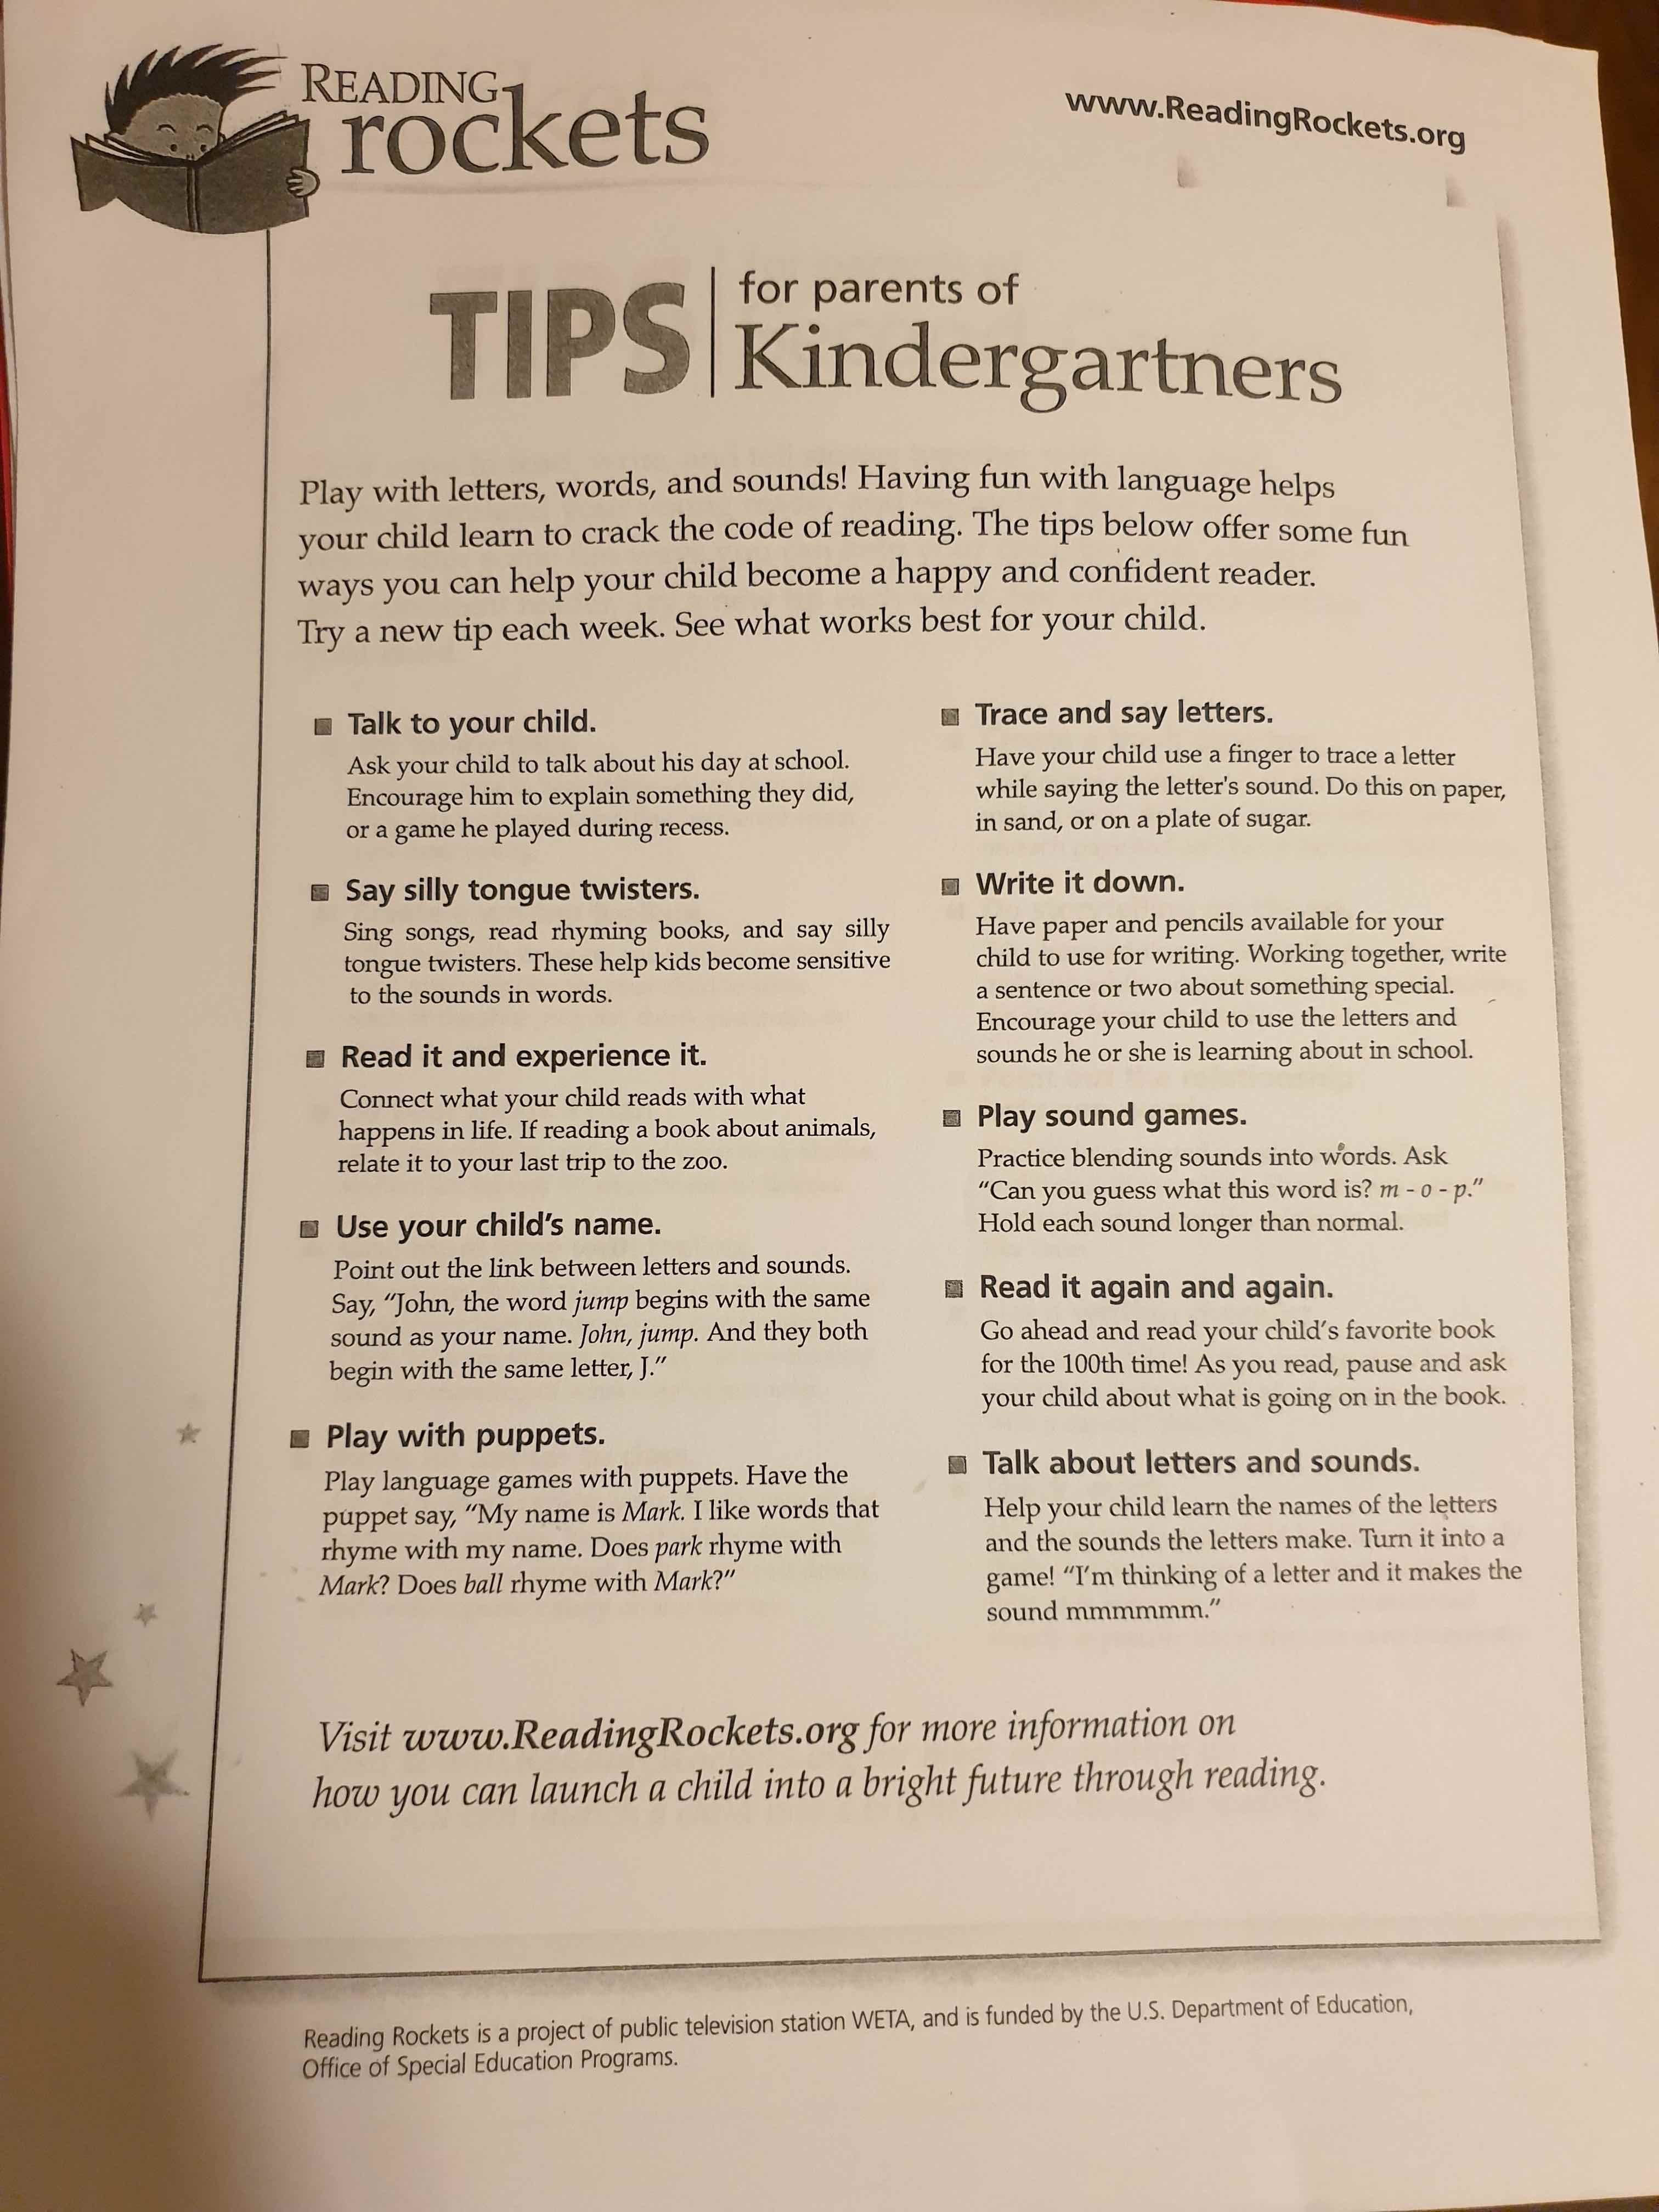 READING
rockets
www.ReadingRockets.org
TIPS
for parents of
Kindergartners
Play with letters, words, and sounds! Having fun with language helps
your child learn to crack the code of reading. The tips below offer some fun
ways you can help your child become a happy and confident reader.
Try a new tip each week. See what works best for your child.
Talk to your child.
Ask your child to talk about his day at school.
Encourage him to explain something they did,
or a game he played during recess.
Say silly tongue twisters.
Sing songs, read rhyming books, and say silly
tongue twisters. These help kids become sensitive
to the sounds in words.
Read it and experience it.
Connect what your child reads with what
happens in life. If reading a book about animals,
relate it to your last trip to the zoo.
Use your child's name.
Point out the link between letters and sounds.
Say, "John, the word jump begins with the same
sound as your name. John, jump. And they both
begin with the same letter, J."
Play with puppets.
Play language games with puppets. Have the
puppet say, "My name is Mark. I like words that
rhyme with my name. Does park rhyme with
Mark? Does ball rhyme with Mark?"
Trace and say letters.
Have your child use a finger to trace a letter
while saying the letter's sound. Do this on paper,
in sand, or on a plate of sugar.
Write it down.
Have paper and pencils available for your
child to use for writing. Working together, write
a sentence or two about something special.
Encourage your child to use the letters and
sounds he or she is learning about in school.
Play sound games.
Practice blending sounds into words. Ask
"Can you guess what this word is? m - o - p."
Hold each sound longer than normal.
Read it again and again.
Go ahead and read your child's favorite book
for the 100th time! As you read, pause and ask
your child about what is going on in the book.
Talk about letters and sounds.
Help your child learn the names of the letters
and the sounds the letters make. Turn it into a
game! "I'm thinking of a letter and it makes the
sound mmmmmm."
Visit www.ReadingRockets.org for more information on
how you can launch a child into a bright future through reading.
Reading Rockets is a project of public television station WETA, and is funded by the U.S. Department of Education,
Office of Special Education Programs.